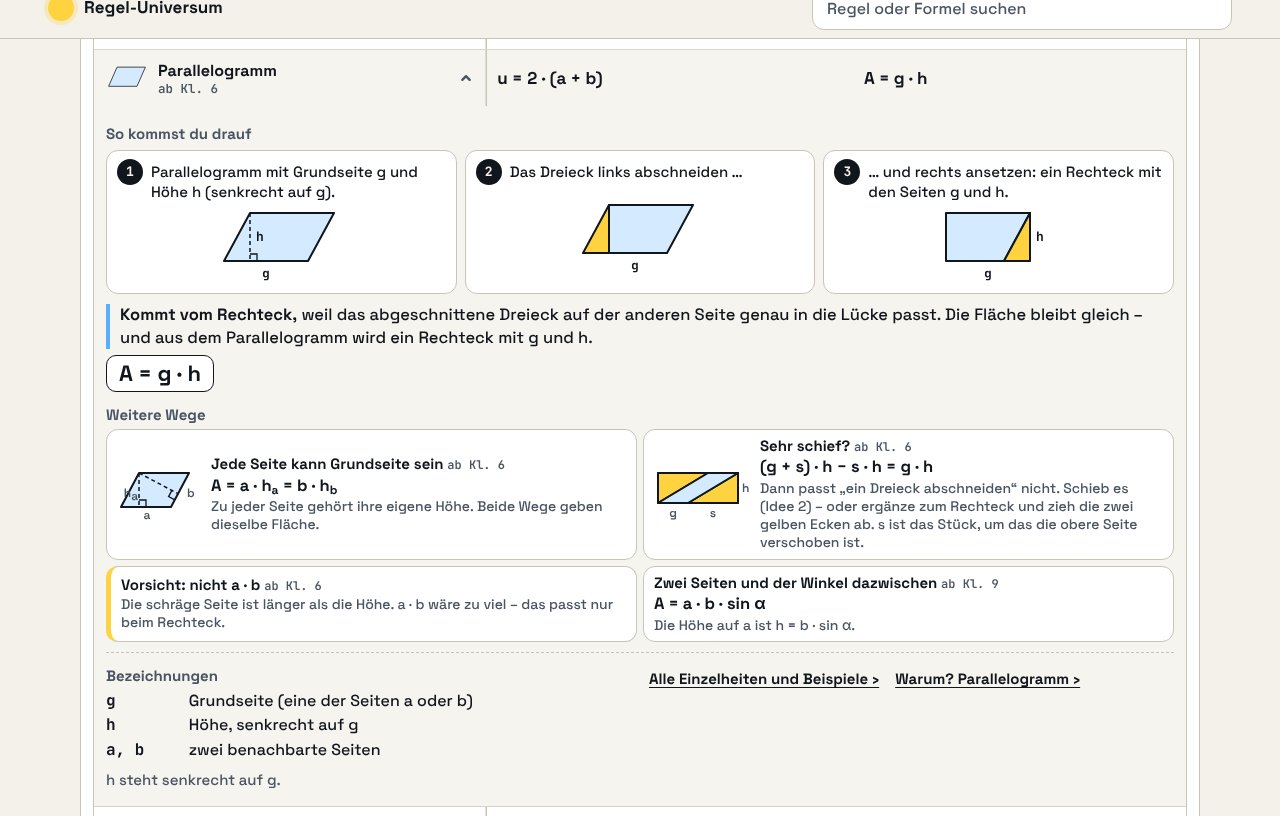 Regel-Universum
Regel oder Formel suchen
Parallelogramm
ab Kl. 6
u = 2 · (a + b)
A = g · h
So kommst du drauf
1 Parallelogramm mit Grundseite g und
Höhe h (senkrecht auf g).
h
g
2 Das Dreieck links abschneiden …
g
3 … und rechts ansetzen: ein Rechteck mit
den Seiten g und h.
h
g
Kommt vom Rechteck, weil das abgeschnittene Dreieck auf der anderen Seite genau in die Lücke passt. Die Fläche bleibt gleich –
und aus dem Parallelogramm wird ein Rechteck mit g und h.
A = g · h
Weitere Wege
hₐ
b
a
Jede Seite kann Grundseite sein ab Kl. 6
A = a · hₐ = b · h_b
Zu jeder Seite gehört ihre eigene Höhe. Beide Wege geben
dieselbe Fläche.
h
g s
Sehr schief? ab Kl. 6
(g + s) · h − s · h = g · h
Dann passt „ein Dreieck abschneiden“ nicht. Schieb es
(Idee 2) – oder ergänze zum Rechteck und zieh die zwei
gelben Ecken ab. s ist das Stück, um das die obere Seite
verschoben ist.
Vorsicht: nicht a · b ab Kl. 6
Die schräge Seite ist länger als die Höhe. a · b wäre zu viel – das passt nur
beim Rechteck.
Zwei Seiten und der Winkel dazwischen ab Kl. 9
A = a · b · sin α
Die Höhe auf a ist h = b · sin α.
Bezeichnungen
g Grundseite (eine der Seiten a oder b)
h Höhe, senkrecht auf g
a, b zwei benachbarte Seiten
h steht senkrecht auf g.
Alle Einzelheiten und Beispiele >
Warum? Parallelogramm >